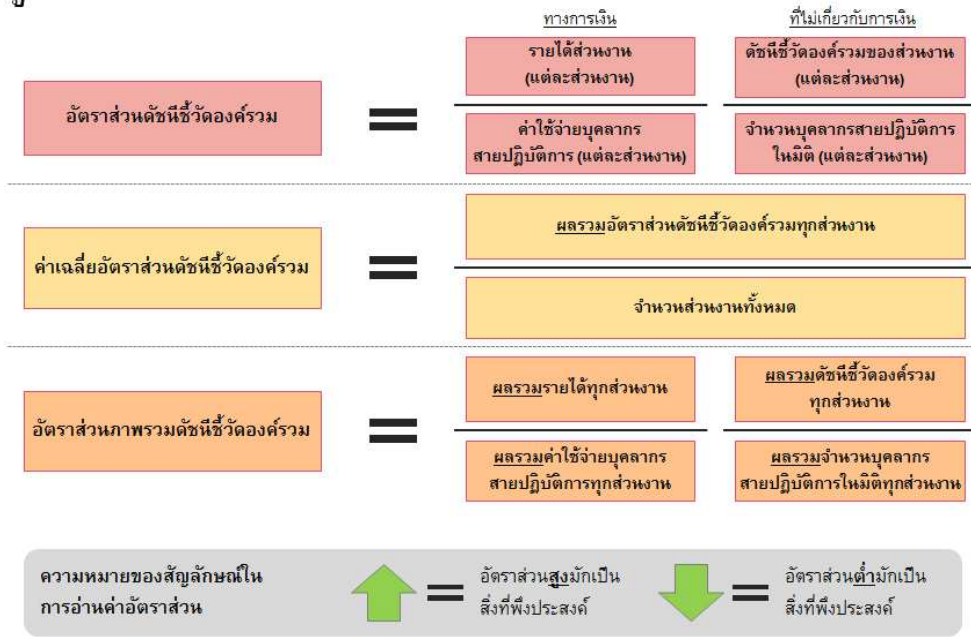 ทางการเงิน
ที่ไม่เกี่ยวกับการเงิน
อัตราส่วนดัชนีชี้วัดองค์รวม
=
รายได้ส่วนงาน
(แต่ละส่วนงาน)
ค่าใช้จ่ายบุคลากร
สายปฏิบัติการ (แต่ละส่วนงาน)
ดัชนีชี้วัดองค์รวมของส่วนงาน
(แต่ละส่วนงาน)
จำนวนบุคลากรสายปฏิบัติการ
ในมิติ (แต่ละส่วนงาน)
ค่าเฉลี่ยอัตราส่วนดัชนีชี้วัดองค์รวม
=
ผลรวมอัตราส่วนดัชนีชี้วัดองค์รวมทุกส่วนงาน
จำนวนส่วนงานทั้งหมด
อัตราส่วนภาพรวมดัชนีชี้วัดองค์รวม
=
ผลรวมรายได้ทุกส่วนงาน
ผลรวมค่าใช้จ่ายบุคลากร
สายปฏิบัติการทุกส่วนงาน
ผลรวมดัชนีชี้วัดองค์รวม
ทุกส่วนงาน
ผลรวมจำนวนบุคลากร
สายปฏิบัติการในมิติทุกส่วนงาน
ความหมายของสัญลักษณ์ใน
การอ่านค่าอัตราส่วน
=
อัตราส่วนสูงมักเป็น
สิ่งที่พึงประสงค์
=
อัตราส่วนต่ำมักเป็น
สิ่งที่พึงประสงค์